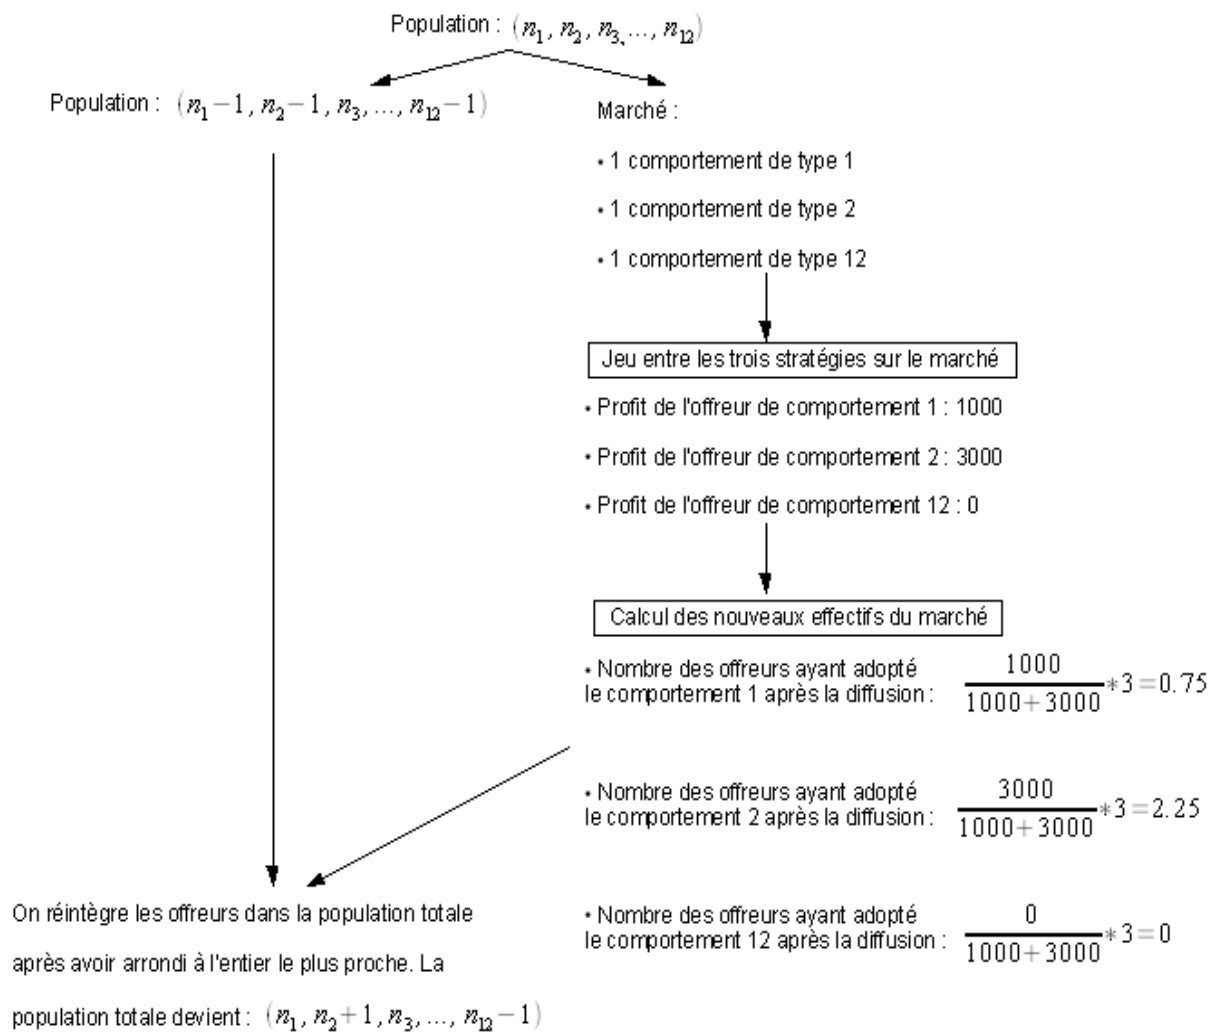 Population : (n₁, n₂, n₃, ..., n₁₂)
Population : (n₁−1, n₂−1, n₃, ..., n₁₂−1)
Marché :
• 1 comportement de type 1
• 1 comportement de type 2
• 1 comportement de type 12
Jeu entre les trois stratégies sur le marché
• Profit de l'offreur de comportement 1 : 1000
• Profit de l'offreur de comportement 2 : 3000
• Profit de l'offreur de comportement 12 : 0
Calcul des nouveaux effectifs du marché
• Nombre des offreurs ayant adopté
le comportement 1 après la diffusion :
1000
1000+3000 *3=0.75
• Nombre des offreurs ayant adopté
le comportement 2 après la diffusion :
3000
1000+3000 *3=2.25
• Nombre des offreurs ayant adopté
le comportement 12 après la diffusion :
0
1000+3000 *3=0
On réintègre les offreurs dans la population totale
après avoir arrondi à l'entier le plus proche. La
population totale devient : (n₁, n₂+1, n₃, ..., n₁₂−1)